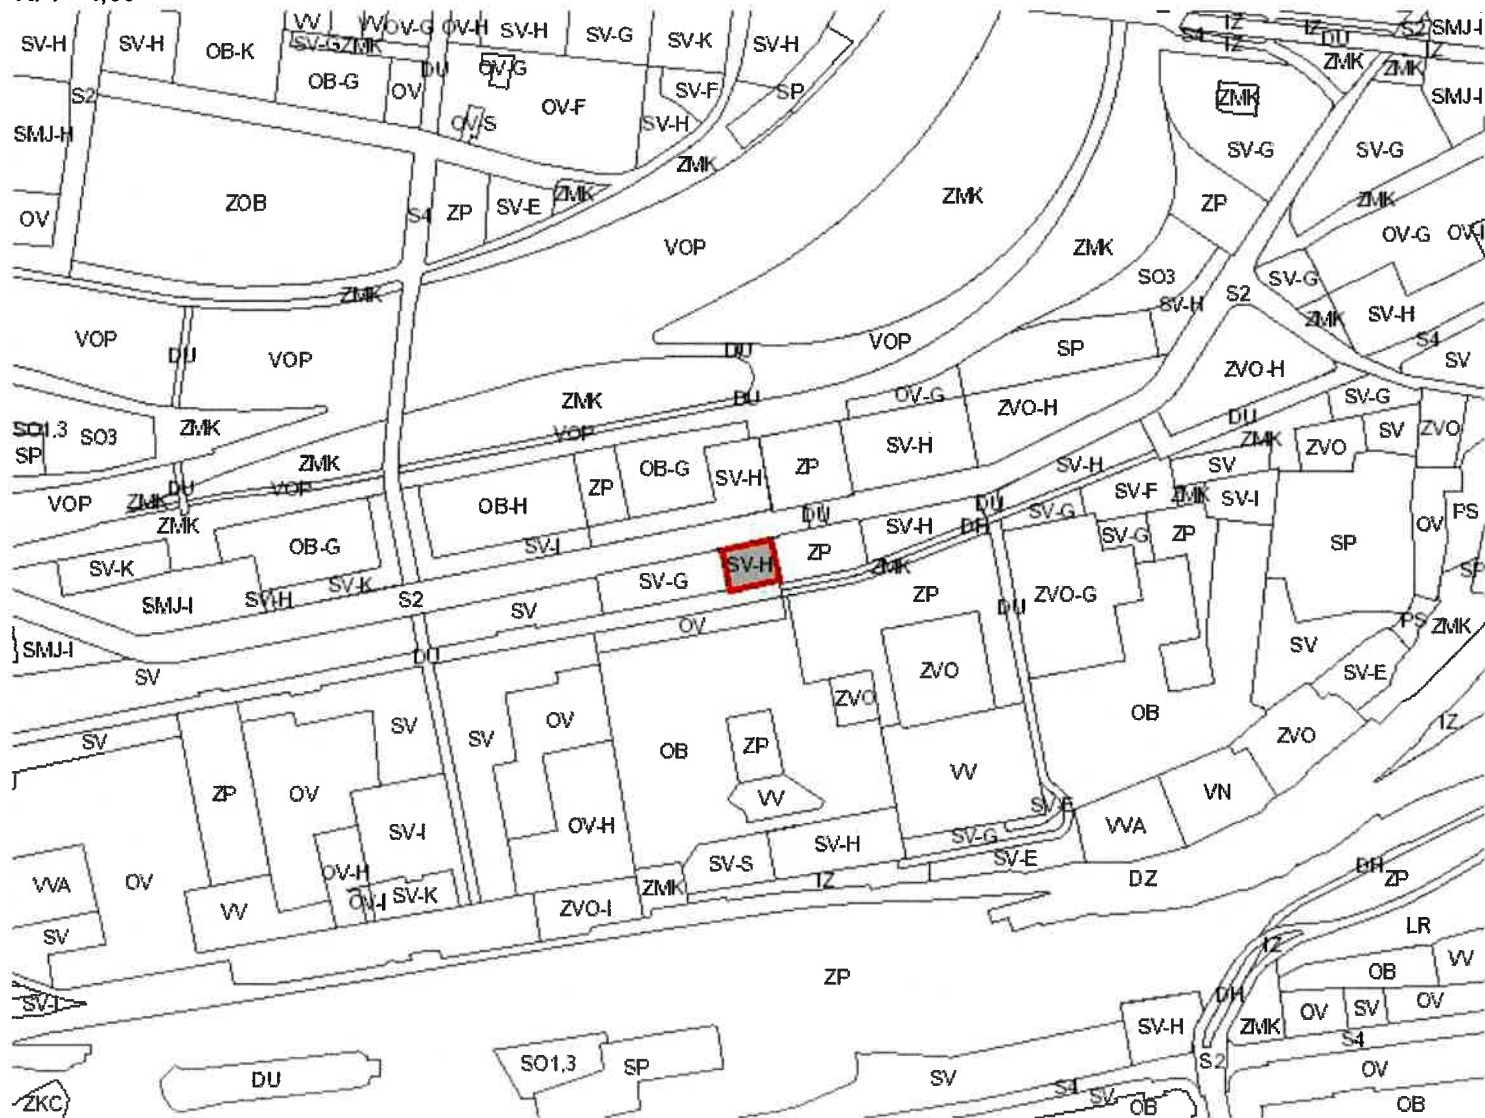 SV-H
SV-H
OB-K
VV
VV
OV-G
OV-H
SV-H
SV-G
SV-K
SV-H
S4
IZ
IZ
IZ
DU
S2
SMJ-I
IZ
SV-G
ZMK
OB-G
OV
DU
OV-G
OV-F
SV-F
SP
ZMK
ZMK
ZMK
SMJ-I
S2
SMJ-H
OV-S
SV-H
ZMK
SV-G
SV-G
OV
ZOB
S4
ZP
SV-E
ZMK
ZMK
ZP
ZMK
VOP
ZMK
OV-G
OV-I
SO3
SV-G
ZMK
SV-H
S2
ZMK
SV-H
S4
VOP
DU
VOP
DU
VOP
SP
ZVO-H
SV
ZMK
DU
OV-G
ZVO-H
SV-G
SO1,3
SP
SO3
ZMK
VOP
ZMK
DU
ZMK
SV
ZVO
ZVO
VOP
ZMK
DU
VOP
ZMK
OB-G
SV-H
ZP
SV-H
SV-H
SV
ZP
OB-H
SV-F
ZMK
SV-I
ZMK
OB-G
SV-I
DU
DU
SV-G
OV
PS
SV-K
SV-K
SV-H
DH
SV-G
ZP
SP
SMJ-I
SV-H
S2
SV-G
SV-H
ZP
ZMK
ZP
DU
ZVO-G
SP
SMJ-I
SV
OV
PS
ZMK
SV
DU
SV
SV-E
ZVO
ZVO
SV
SV
SV
OV
OB
ZP
OB
ZVO
IZ
ZP
OV
VV
VV
SV-E
VN
SV-I
OV-H
SV-G
VVA
SV-H
SV-E
OV-H
SV-S
DH
VVA
OV
OV-I
SV-K
ZMK
IZ
DZ
ZP
VV
ZVO-I
SV
LR
IZ
ZP
OB
VV
SV-I
DH
OV
SV
OV
SV-H
ZMK
S4
SO1,3
SP
S2
DU
SV
OV
S4
SV
ZKC
OB
OB